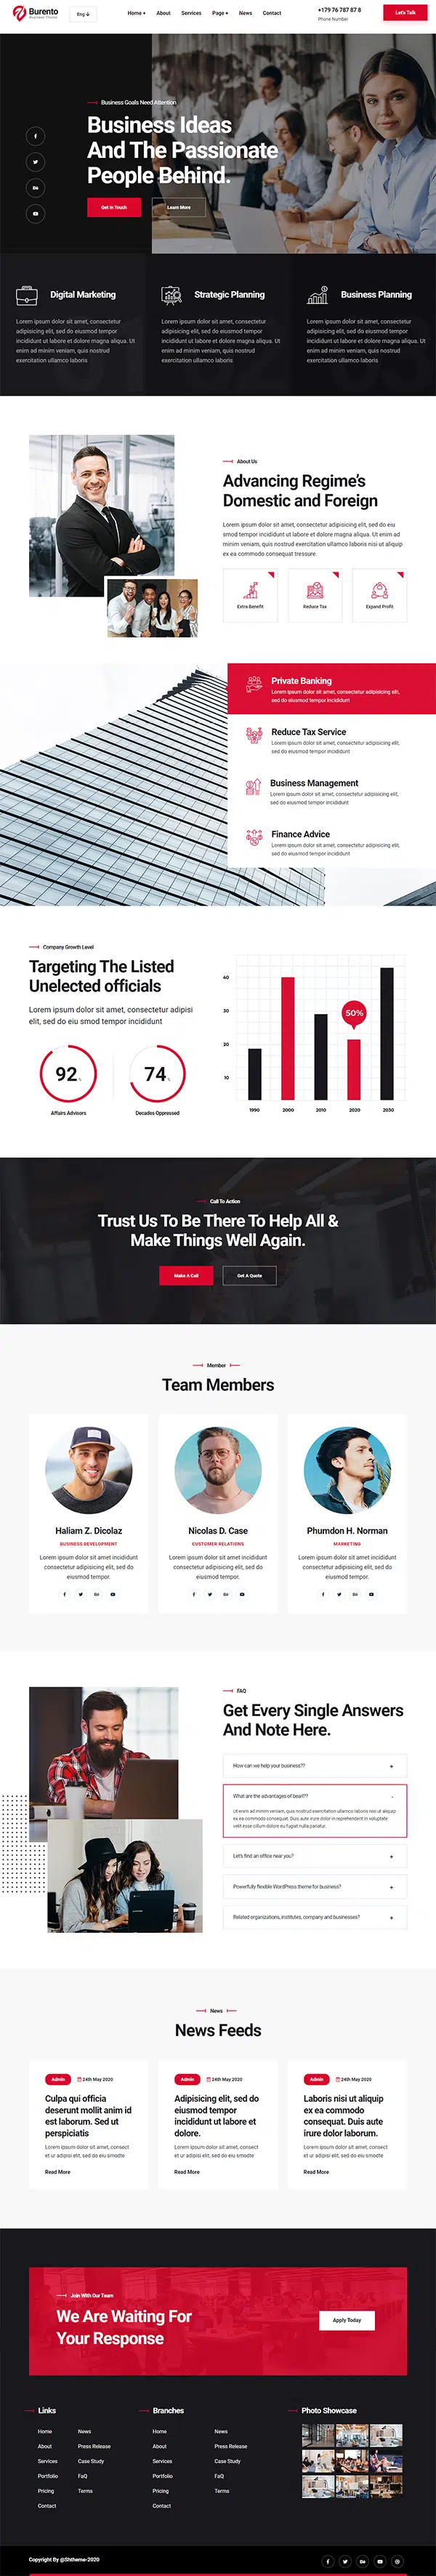 Burento
Business Theme
Eng
Home
About
Services
Page
News
Contact
+179 76 787 87 8
Phone Number
Let's Talk
Business Goals Need Attention
Business Ideas
And The Passionate
People Behind.
Get In Touch
Learn More
Digital Marketing
Lorem ipsum dolor sit amet, consectetur
adipisicing elit, sed do eiusmod tempor
incididunt ut labore et dolore magna aliqua. Ut
enim ad minim veniam, quis nostrud
exercitation ullamco laboris
Strategic Planning
Lorem ipsum dolor sit amet, consectetur
adipisicing elit, sed do eiusmod tempor
incididunt ut labore et dolore magna aliqua. Ut
enim ad minim veniam, quis nostrud
exercitation ullamco laboris
Business Planning
Lorem ipsum dolor sit amet, consectetur
adipisicing elit, sed do eiusmod tempor
incididunt ut labore et dolore magna aliqua. Ut
enim ad minim veniam, quis nostrud
exercitation ullamco laboris
About Us
Advancing Regime's
Domestic and Foreign
Lorem ipsum dolor sit amet, consectetur adipisicing elit, sed do eiu
smod tempor incididunt ut labore et dolore magna aliqua. Ut enim ad
minim veniam, quis nostrud exercitation ullamco laboris nisi ut aliquip
ex ea commodo consequat tressure.
Extra Benefit
Reduce Tax
Expand Profit
Private Banking
Lorem ipsum dolor sit amet, consectetur adipisicing elit,
sed do eiusmod tempor incididunt
Reduce Tax Service
Lorem ipsum dolor sit amet, consectetur adipisicing elit,
sed do eiusmod tempor incididunt
Business Management
Lorem ipsum dolor sit amet, consectetur adipisicing elit,
sed do eiusmod tempor incididunt
Finance Advice
Lorem ipsum dolor sit amet, consectetur adipisicing elit,
sed do eiusmod tempor incididunt
Company Growth Level
Targeting The Listed
Unelected officials
Lorem ipsum dolor sit amet, consectetur adipisi
elit, sed do eiu smod tempor incididunt
92
Affairs Advisors
74
Decades Oppressed
40
30
20
10
50%
1990
2000
2010
2020
2030
Call To Action
Trust Us To Be There To Help All &
Make Things Well Again.
Make A Call
Get A Quote
Member
Team Members
Haliam Z. Dicolaz
BUSINESS DEVELOPMENT
Lorem ipsum dolor sit amet incididunt
consectetur adipisicing elit, sed do
eiusmod tempor.
Nicolas D. Case
CUSTOMER RELATIONS
Lorem ipsum dolor sit amet incididunt
consectetur adipisicing elit, sed do
eiusmod tempor.
Phumdon H. Norman
MARKETING
Lorem ipsum dolor sit amet incididunt
consectetur adipisicing elit, sed do
eiusmod tempor.
FAQ
Get Every Single Answers
And Note Here.
How can we help your business??
What are the advantages of bear!!??
Ut enim ad minim veniam, quis nostrud exercitation ullamco laboris nisi ut aliquip
ex ea commodo consequat. Duis aute irure dolor in reprehenderit in voluptate
velit esse cillum dolore eu fugiat nulla pariatur.
Let's find an office near you?
Powerfully flexible WordPress theme for business?
Related organizations, institutes, company and businesses?
News
News Feeds
Admin
24th May 2020
Culpa qui officia
deserunt mollit anim id
est laborum. Sed ut
perspiciatis
Lorem ipsum dolor sit amet, consect
et adipisicing elit, sed do eiu smodte
Read More
Admin
24th May 2020
Adipisicing elit, sed do
eiusmod tempor
incididunt ut labore et
dolore.
Lorem ipsum dolor sit amet, consect
et adipisicing elit, sed do eiu smodte
Read More
Admin
24th May 2020
Laboris nisi ut aliquip
ex ea commodo
consequat. Duis aute
irure dolor laborum.
Lorem ipsum dolor sit amet, consect
et adipisicing elit, sed do eiu smodte
Read More
Join With Our Team
We Are Waiting For
Your Response
Apply Today
Links
Home
News
About
Press Release
Services
Case Study
Portfolio
FaQ
Pricing
Terms
Contact
Branches
Home
News
About
Press Release
Services
Case Study
Portfolio
FaQ
Pricing
Terms
Contact
Photo Showcase
Copyright By @Shtheme-2020